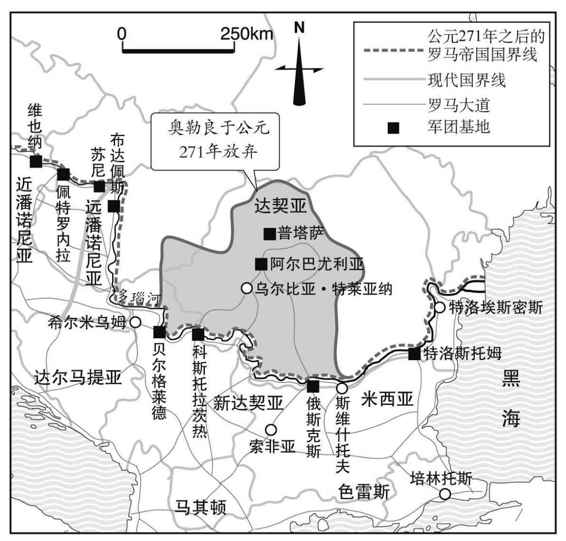 0
250km
N
公元271年之后的
罗马帝国国界线
现代国界线
罗马大道
军团基地
奥勒良于公元
271年放弃
维也纳
苏尼
布达佩斯
佩特罗内拉
近潘诺尼亚
远潘诺尼亚
达契亚
普塔萨
阿尔巴尤利亚
乌尔比亚·特莱亚纳
多瑙河
希尔米乌姆
特洛埃斯密斯
特洛斯托姆
贝尔格莱德
科斯托拉茨热
达尔马提亚
新达契亚
俄斯克斯
斯维什托夫
米西亚
黑海
索非亚
马其顿
色雷斯
培林托斯